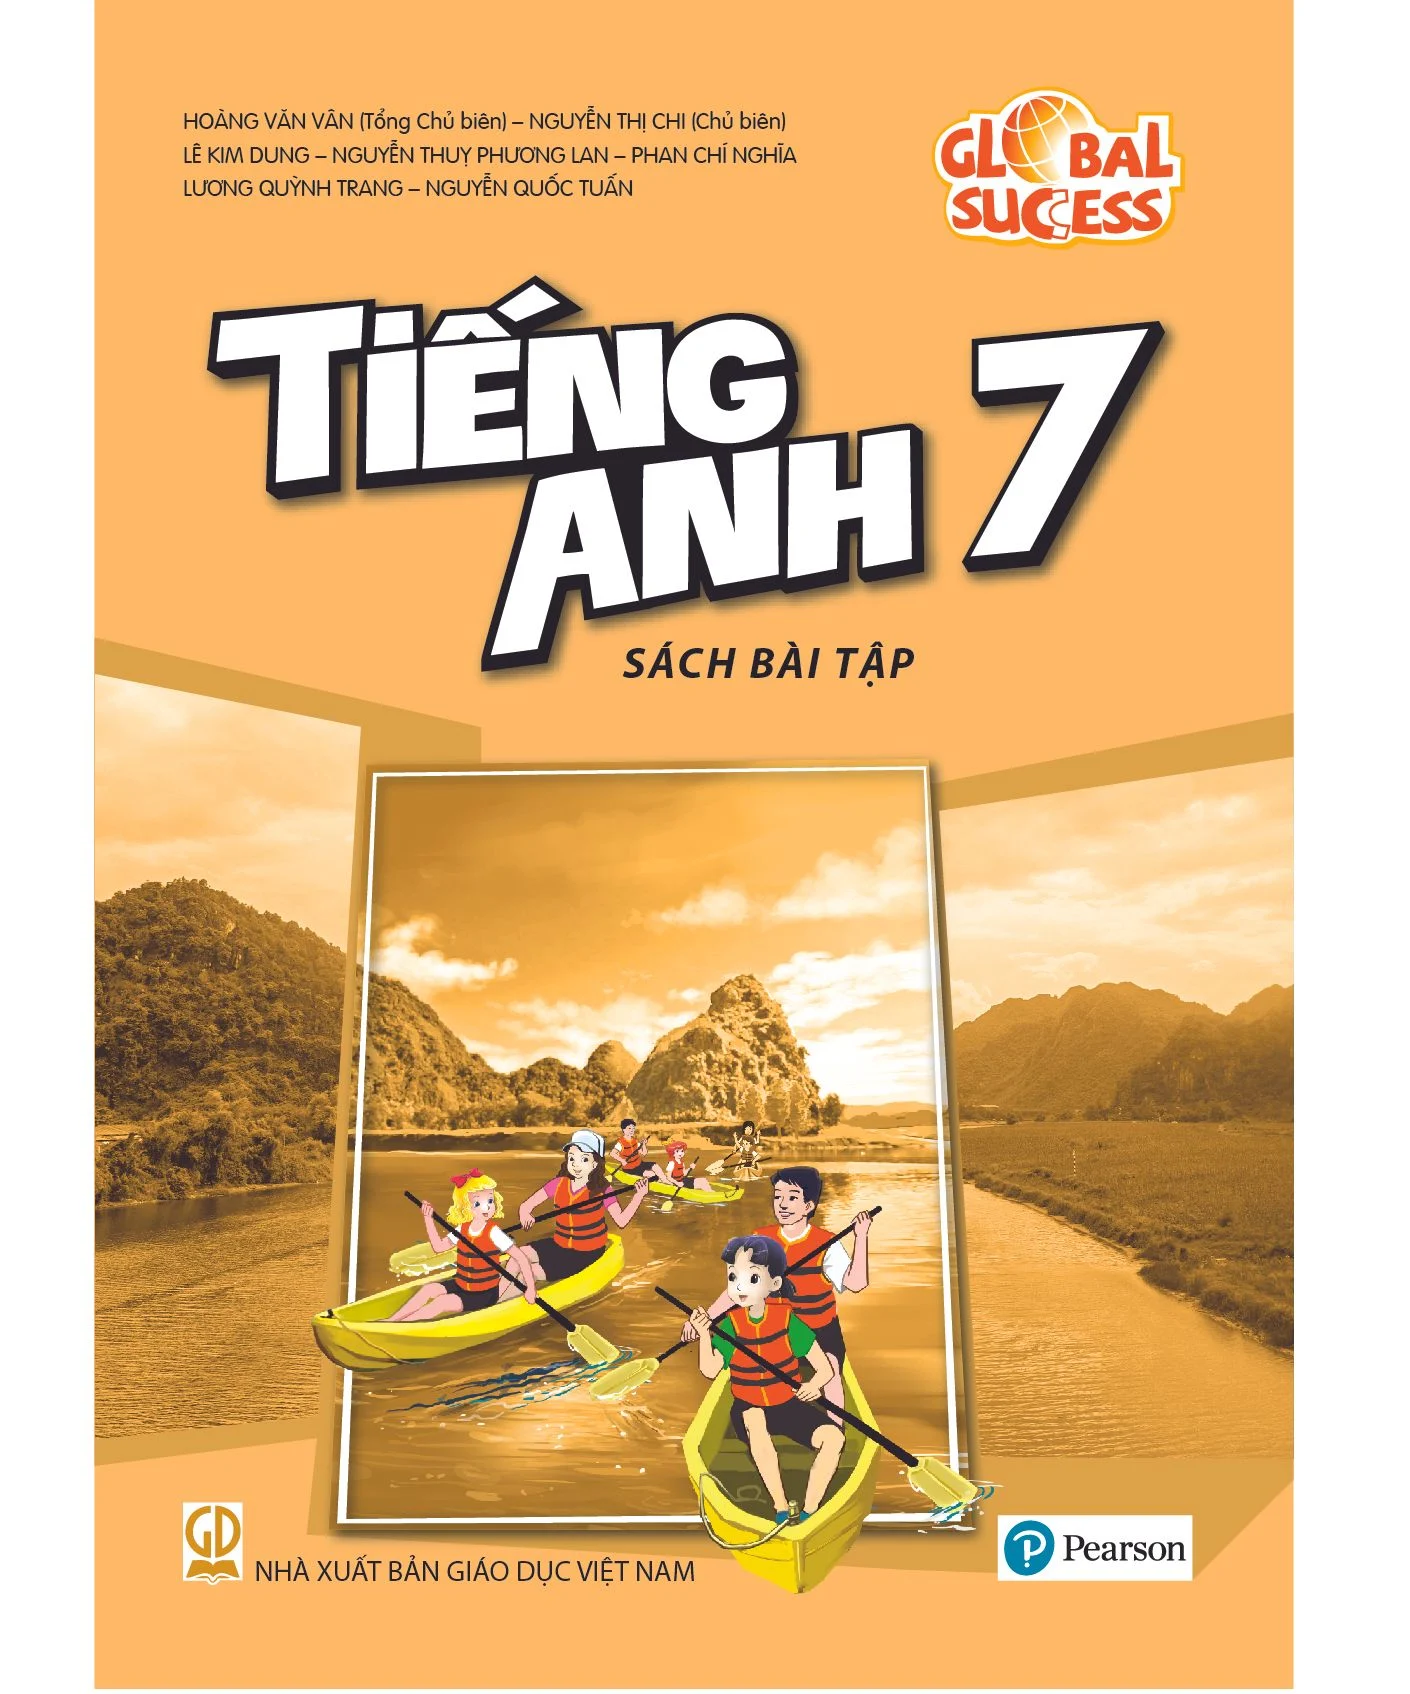 HOÀNG VĂN VÂN (Tổng Chủ biên) – NGUYỄN THỊ CHI (Chủ biên)
LÊ KIM DUNG – NGUYỄN THUỴ PHƯƠNG LAN – PHAN CHÍ NGHĨA
LƯƠNG QUỲNH TRANG – NGUYỄN QUỐC TUẤN
GLOBAL
SUCCESS
TIẾNG
ANH 7
SÁCH BÀI TẬP
GD
NHÀ XUẤT BẢN GIÁO DỤC VIỆT NAM
P Pearson